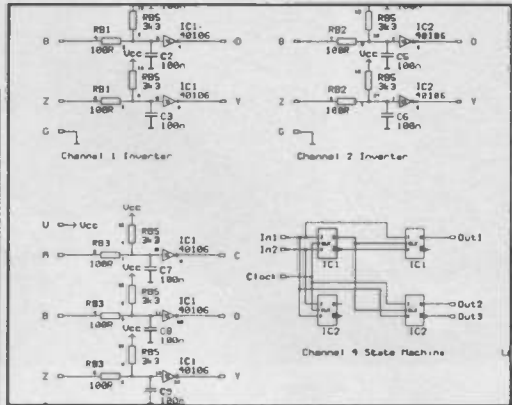 RB5
3k3
IC1
B
RB1
40106
O
100R
Vcc
C2
100n
RB5
3k3
IC1
Z
RB1
40106
Y
100R
C3
100n
G
Channel 1 Inverter
RB5
3k3
IC2
B
RB2
40106
O
100R
Vcc
C5
100n
RB5
3k3
IC2
Z
RB2
40106
Y
100R
C6
100n
G
Channel 2 Inverter
V
Vcc
Vcc
RB5
3k3
IC1
A
RB3
40106
C
100R
Vcc
C7
100n
RB5
3k3
IC1
B
RB3
40106
O
100R
Vcc
C8
100n
RB5
3k3
IC1
Z
RB3
40106
Y
100R
C9
100n
In1
In2
Clock
IC1
IC1
Out1
IC2
IC2
Out2
Out3
Channel 4 State Machine